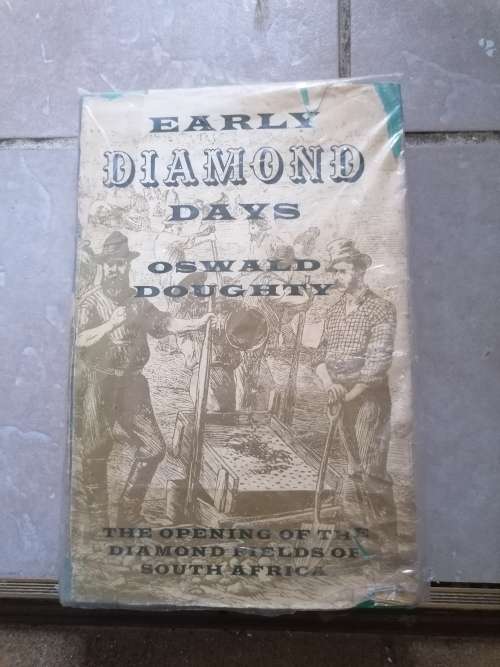 EARLY
DIAMOND
DAYS
OSWALD
DOUGHTY
THE OPENING OF THE
DIAMOND FIELDS OF
SOUTH AFRICA